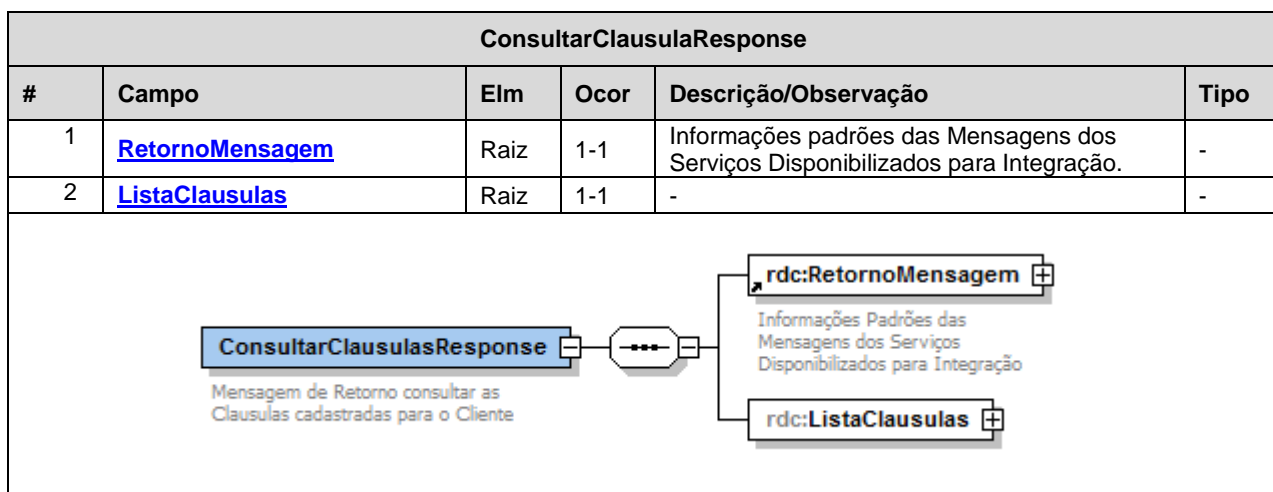 ConsultarClausulaResponse
# Campo Elm Ocor Descrição/Observação Tipo
1 RetornoMensagem Raiz 1-1 Informações padrões das Mensagens dos
Serviços Disponibilizados para Integração. -
2 ListaClausulas Raiz 1-1 - -
rdc:RetornoMensagem
Informações Padrões das
Mensagens dos Serviços
Disponibilizados para Integração
ConsultarClausulasResponse
Mensagem de Retorno consultar as
Clausulas cadastradas para o Cliente
rdc:ListaClausulas